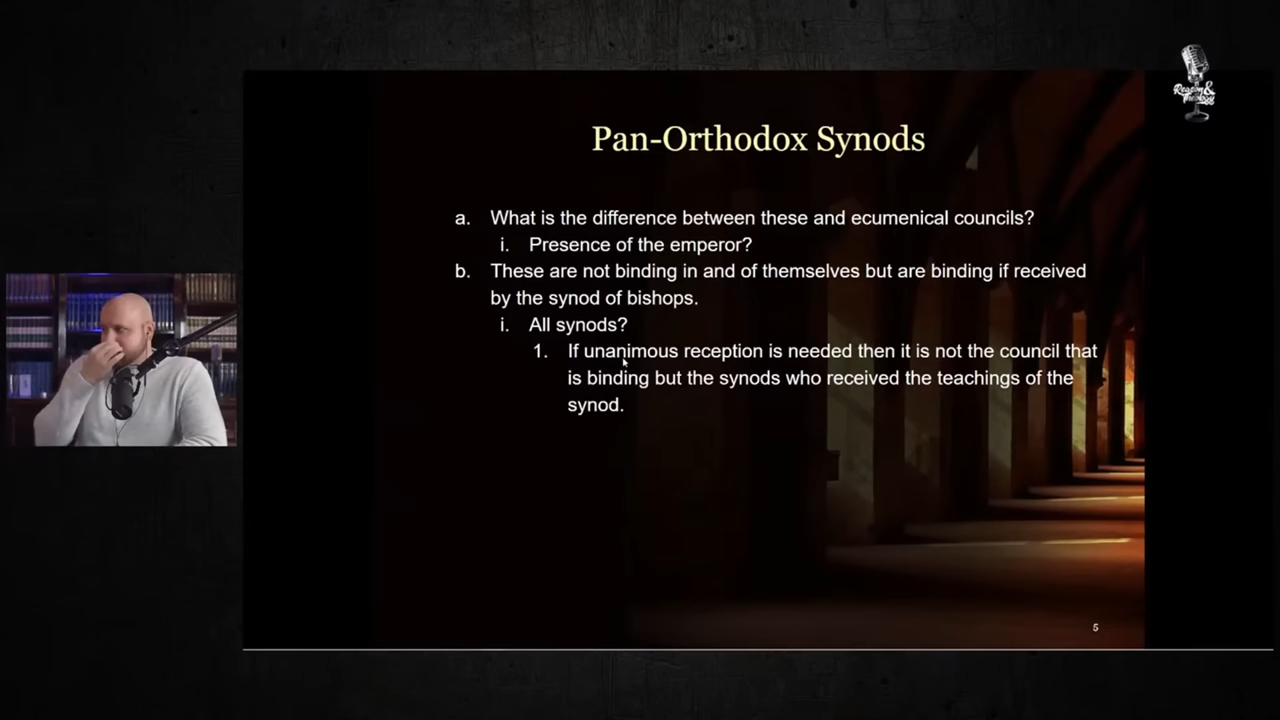 Reason &
Theology
Pan-Orthodox Synods
a. What is the difference between these and ecumenical councils?
i. Presence of the emperor?
b. These are not binding in and of themselves but are binding if received
by the synod of bishops.
i. All synods?
1. If unanimous reception is needed then it is not the council that
is binding but the synods who received the teachings of the
synod.
5